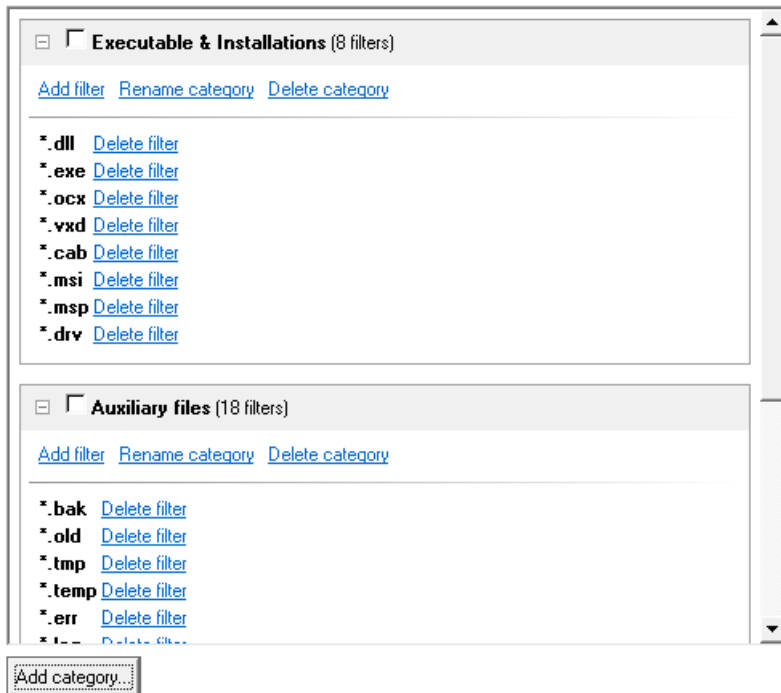 Executable & Installations (8 filters)
Add filter Rename category Delete category
*.dll Delete filter
*.exe Delete filter
*.ocx Delete filter
*.vxd Delete filter
*.cab Delete filter
*.msi Delete filter
*.msp Delete filter
*.drv Delete filter
Auxiliary files (18 filters)
Add filter Rename category Delete category
*.bak Delete filter
*.old Delete filter
*.tmp Delete filter
*.temp Delete filter
*.err Delete filter
Delete filter
Add category...